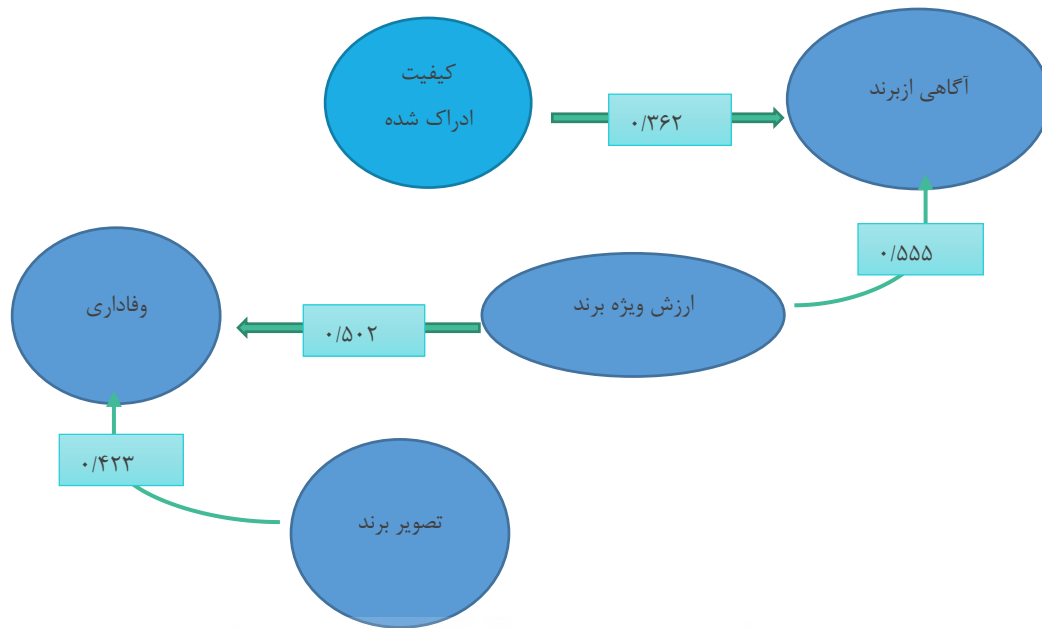 کیفیت
ادراک شده
آگاهی ازبرند
۰/۳۶۲
۰/۵۵۵
وفاداری
ارزش ویژه برند
۰/۵۰۲
۰/۴۲۳
تصویر برند